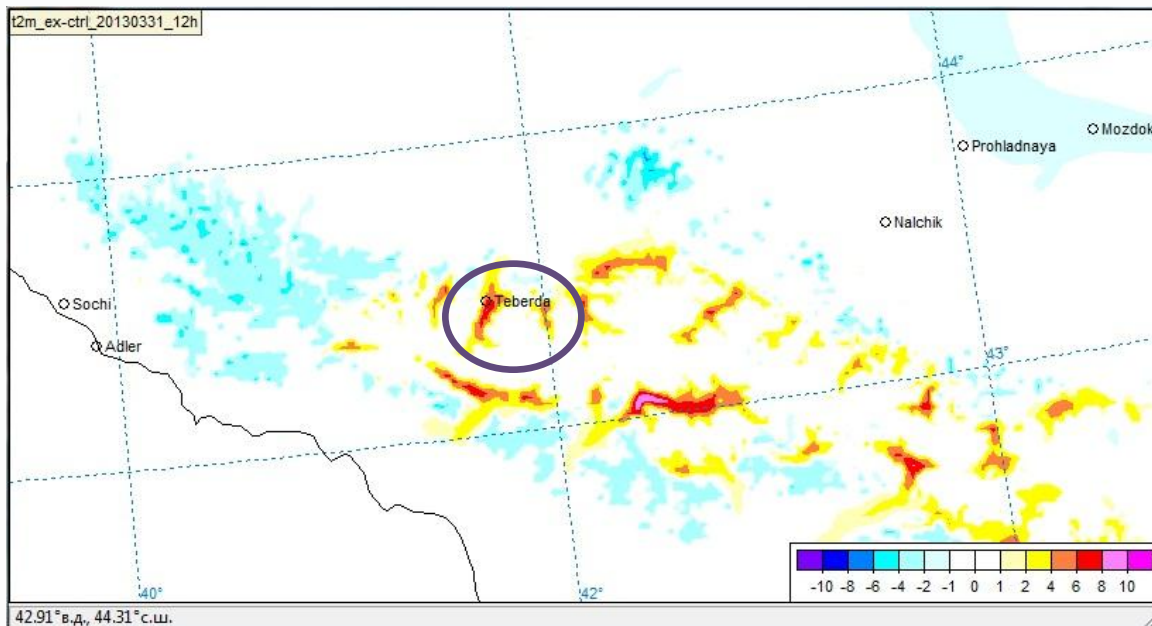 t2m_ex-ctrl_20130331_12h
44°
Mozdok
Prohladnaya
Nalchik
Sochi
Teberda
Adler
43°
40°
42°
-10 -8 -6 -4 -2 -1 0 1 2 4 6 8 10
42.91°в.д., 44.31°с.ш.